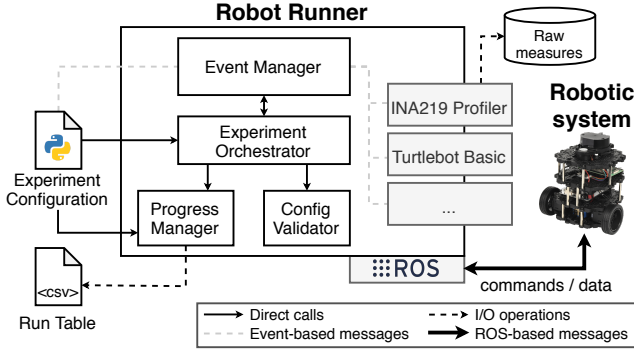 Robot Runner
Raw
measures
Event Manager
INA219 Profiler
Robotic
system
Experiment
Orchestrator
Turtlebot Basic
Experiment
Configuration
Progress
Manager
Config
Validator
...
ROS
commands / data
<csv>
Run Table
Direct calls
I/O operations
Event-based messages
ROS-based messages